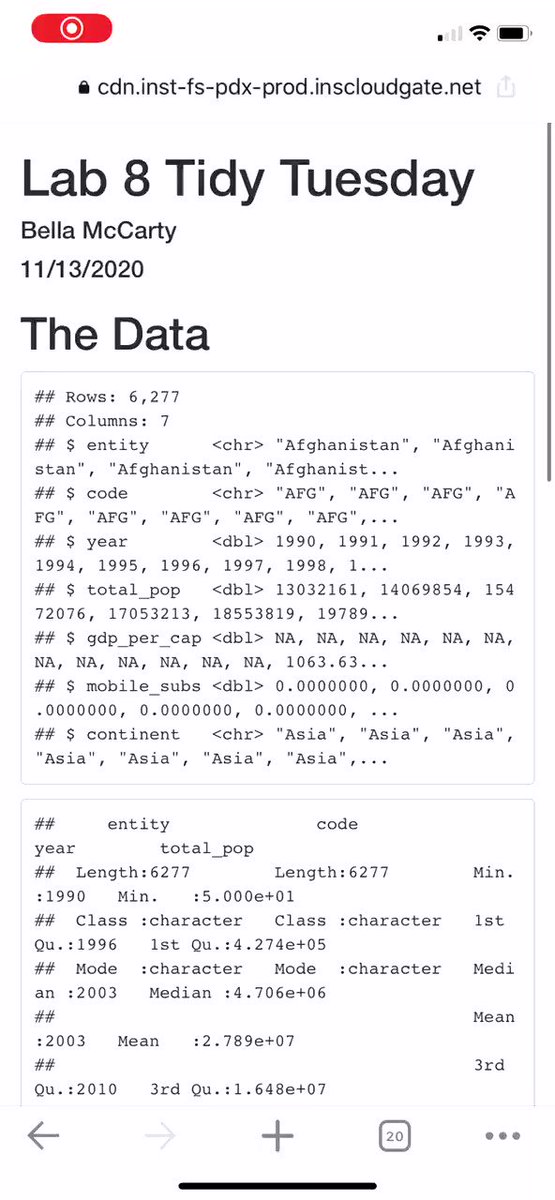 cdn.inst-fs-pdx-prod.inscloudgate.net
Lab 8 Tidy Tuesday
Bella McCarty
11/13/2020
The Data
## Rows: 6,277
## Columns: 7
## $ entity      <chr> "Afghanistan", "Afghani
stan", "Afghanistan", "Afghanist...
## $ code        <chr> "AFG", "AFG", "AFG", "A
FG", "AFG", "AFG", "AFG", "AFG",...
## $ year        <dbl> 1990, 1991, 1992, 1993,
1994, 1995, 1996, 1997, 1998, 1...
## $ total_pop   <dbl> 13032161, 14069854, 154
72076, 17053213, 18553819, 19789...
## $ gdp_per_cap <dbl> NA, NA, NA, NA, NA, NA,
NA, NA, NA, NA, NA, NA, 1063.63...
## $ mobile_subs <dbl> 0.0000000, 0.0000000, 0
.0000000, 0.0000000, 0.0000000, ...
## $ continent   <chr> "Asia", "Asia", "Asia",
"Asia", "Asia", "Asia", "Asia",...
##     entity              code
year        total_pop
##  Length:6277        Length:6277        Min.
:1990   Min.   :5.000e+01
##  Class :character   Class :character   1st
Qu.:1996   1st Qu.:4.274e+05
##  Mode  :character   Mode  :character   Medi
an :2003   Median :4.706e+06
##                                        Mean
:2003   Mean   :2.789e+07
##                                        3rd
Qu.:2010   3rd Qu.:1.648e+07
20